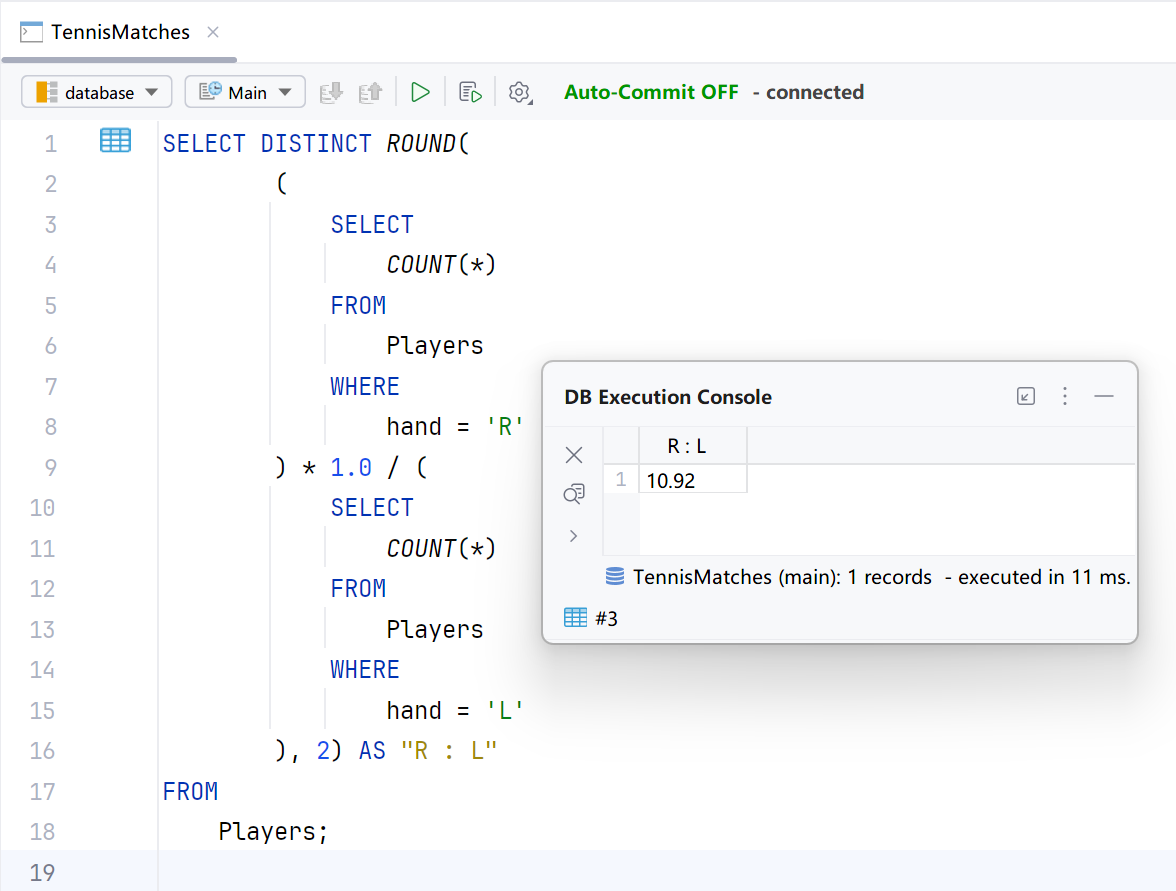 TennisMatches
database Main Auto-Commit OFF - connected
1 SELECT DISTINCT ROUND(
2 (
3 SELECT
4 COUNT(*)
5 FROM
6 Players
7 WHERE
8 hand = 'R'
9 ) * 1.0 / (
10 SELECT
11 COUNT(*)
12 FROM
13 Players
14 WHERE
15 hand = 'L'
16 ), 2) AS "R : L"
17 FROM
18 Players;
19
DB Execution Console
R : L
1 10.92
TennisMatches (main): 1 records - executed in 11 ms.
#3